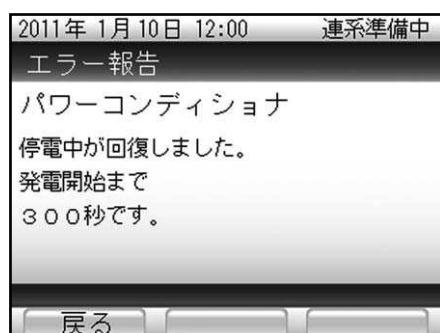 2011年 1月10日 12:00 連系準備中
エラー報告
パワーコンディショナ
停電中が回復しました。
発電開始まで
３００秒です。
戻る